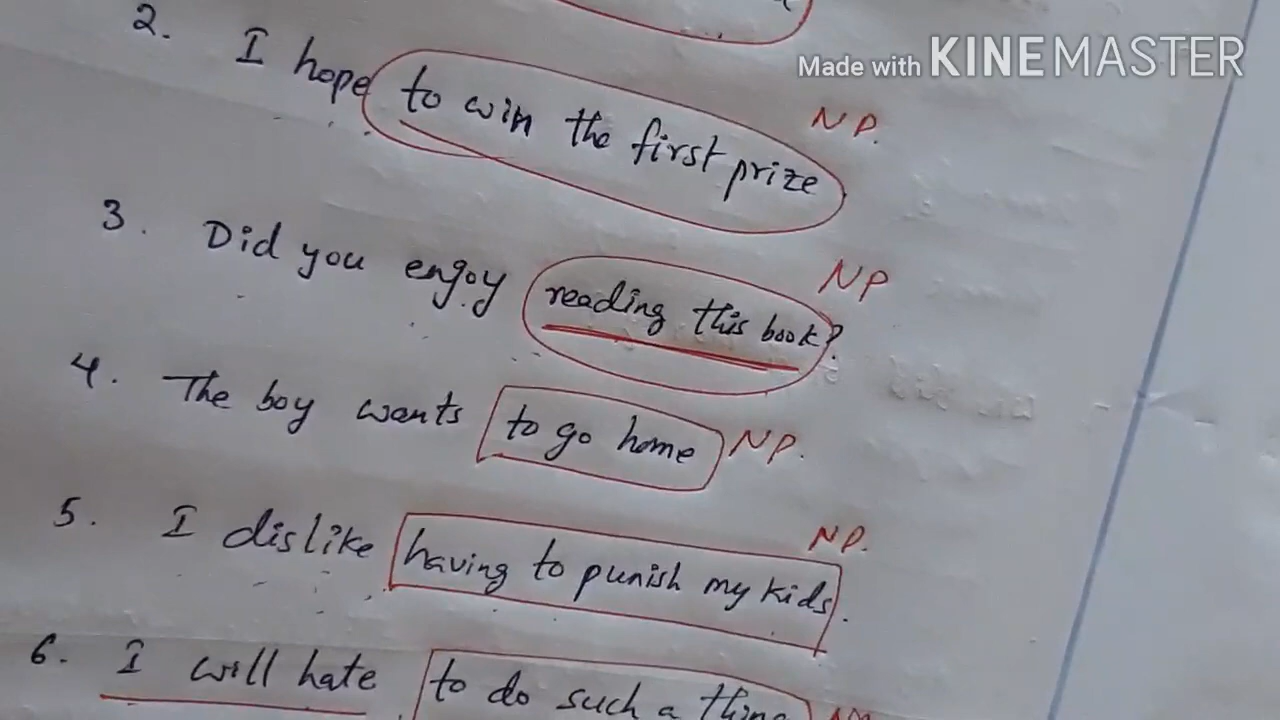 Made with KINEMASTER
2. I hope to win the first prize NP.
3. Did you enjoy reading this book? NP
4. The boy wants to go home NP.
5. I dislike having to punish my kids. NP.
6. I will hate to do such a thing